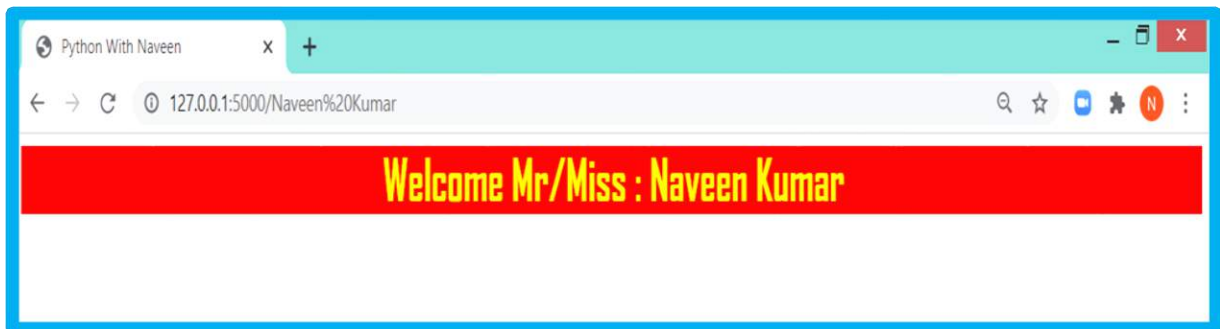 Python With Naveen
127.0.0.1:5000/Naveen%20Kumar
N
Welcome Mr/Miss : Naveen Kumar